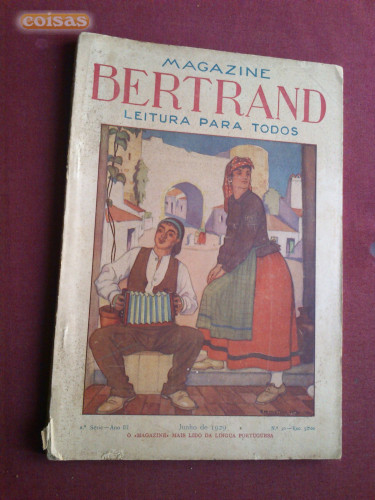 coisas
MAGAZINE
BERTRAND
LEITURA PARA TODOS
Junho de 1929
O «MAGAZINE» MAIS LIDO DA LINGUA PORTUGUESA